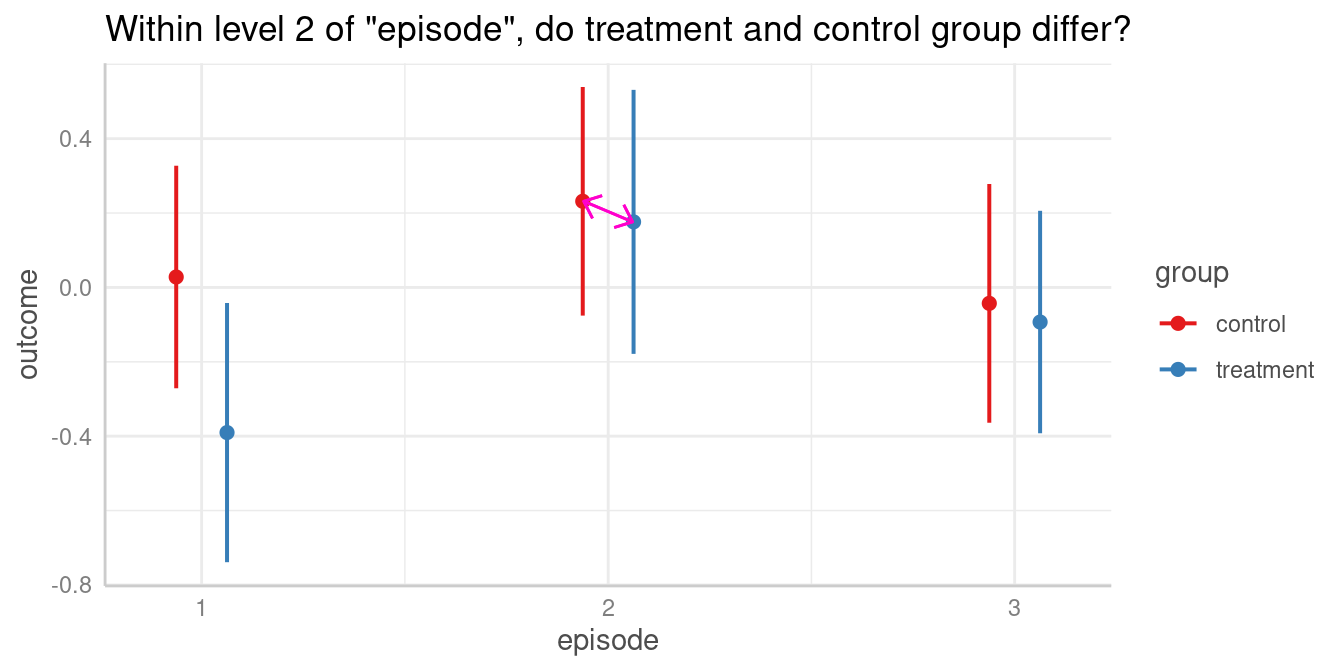 Within level 2 of "episode", do treatment and control group differ?
0.4
0.0
-0.4
-0.8
outcome
1
2
3
episode
group
control
treatment